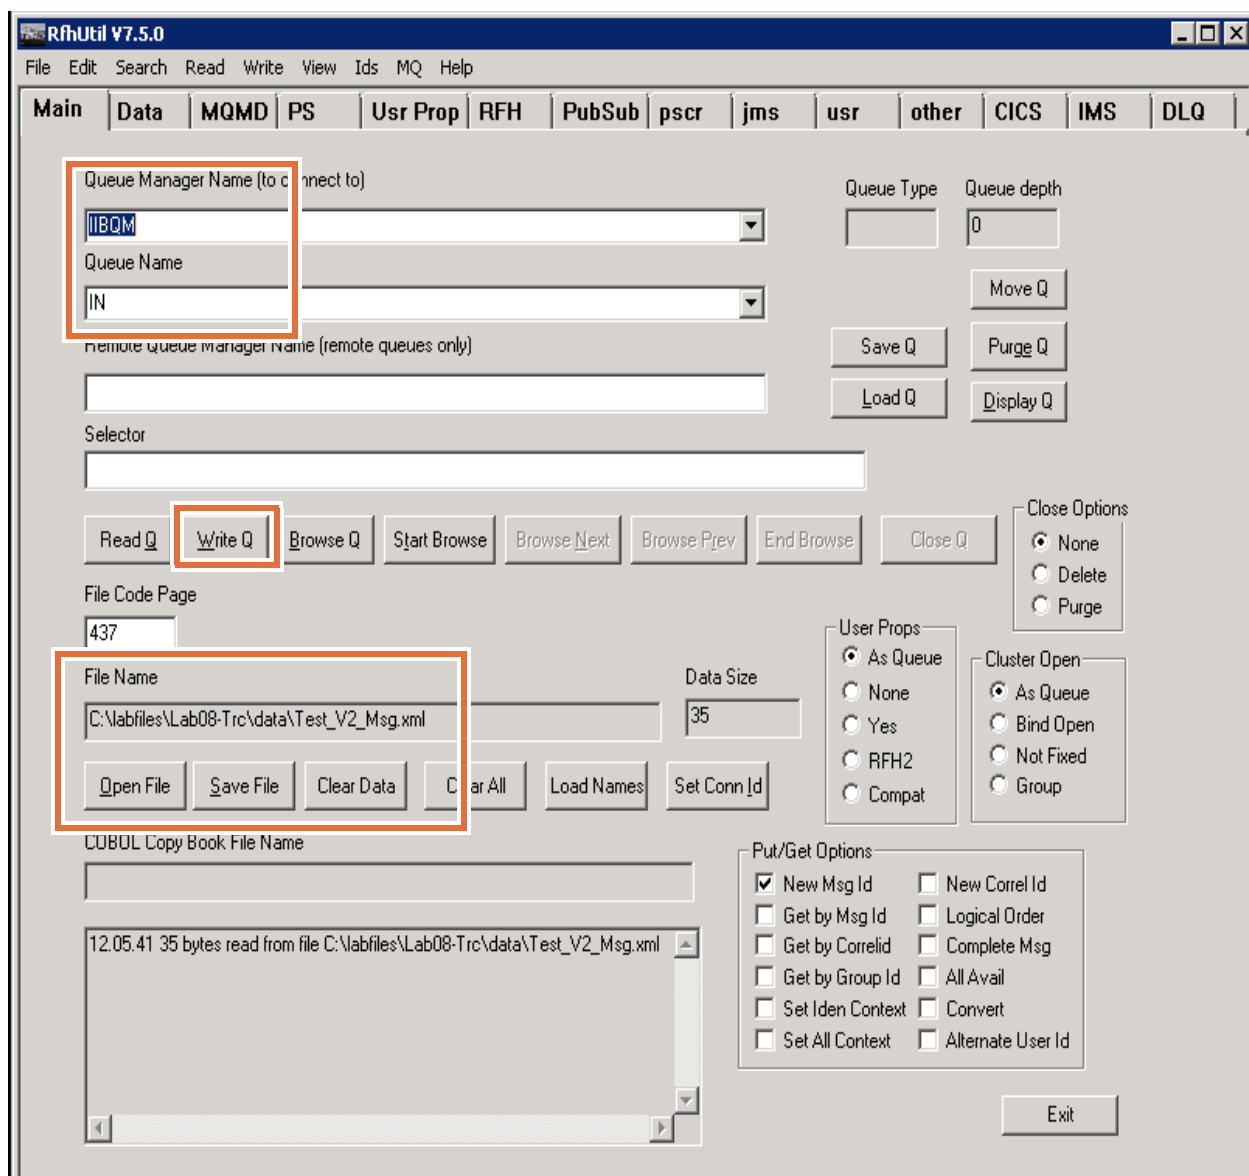 RfhUtil V7.5.0
File Edit Search Read Write View Ids MQ Help
Main Data MQMD PS Usr Prop RFH PubSub pscr jms usr other CICS IMS DLQ
Queue Manager Name (to connect to)
Queue Type Queue depth
IIBQM
0
Queue Name
IN
Move Q
Remote Queue Manager Name (remote queues only)
Save Q Purge Q
Load Q Display Q
Selector
Close Options
Read Q Write Q Browse Q Start Browse Browse Next Browse Prev End Browse Close Q
None
Delete
Purge
File Code Page
437
User Props
As Queue
None
Yes
RFH2
Compat
Cluster Open
As Queue
Bind Open
Not Fixed
Group
File Name
Data Size
C:\labfiles\Lab08-Trc\data\Test_V2_Msg.xml
35
Open File Save File Clear Data Clear All Load Names Set Conn Id
COBOL Copy Book File Name
Put/Get Options
New Msg Id New Correl Id
Get by Msg Id Logical Order
Get by Correlid Complete Msg
Get by Group Id All Avail
Set Iden Context Convert
Set All Context Alternate User Id
12.05.41 35 bytes read from file C:\labfiles\Lab08-Trc\data\Test_V2_Msg.xml
Exit